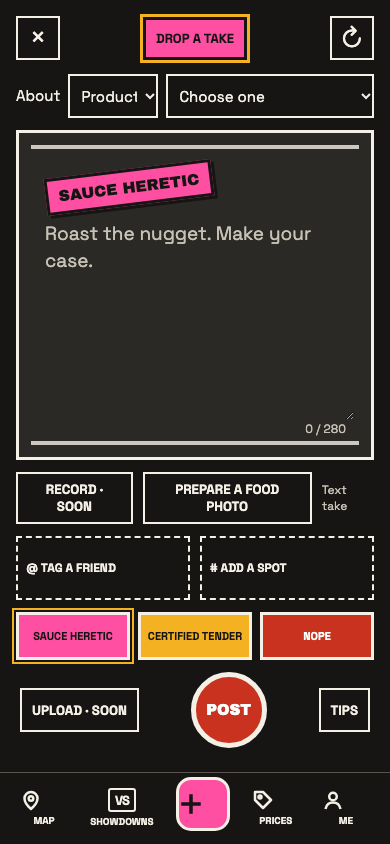 ×
DROP A TAKE
About
Product
Choose one
SAUCE HERETIC
Roast the nugget. Make your
case.
0 / 280
RECORD ·
SOON
PREPARE A FOOD
PHOTO
Text
take
@ TAG A FRIEND
# ADD A SPOT
SAUCE HERETIC
CERTIFIED TENDER
NOPE
UPLOAD · SOON
POST
TIPS
VS
+
MAP
SHOWDOWNS
PRICES
ME